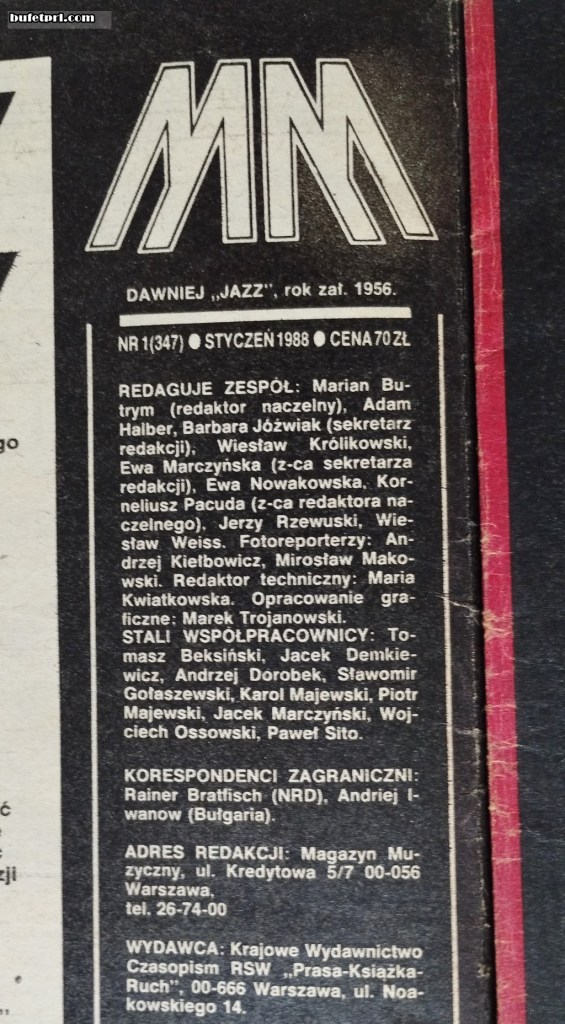 bufetprl.com
MM
DAWNIEJ „JAZZ", rok zał. 1956.
NR 1(347) ● STYCZEŃ 1988 ● CENA 70 ZŁ
REDAGUJE ZESPÓŁ: Marian Bu-
trym (redaktor naczelny), Adam
Halber, Barbara Jóźwiak (sekretarz
redakcji), Wiesław Królikowski,
Ewa Marczyńska (z-ca sekretarza
redakcji), Ewa Nowakowska, Kor-
neliusz Pacuda (z-ca redaktora na-
czelnego), Jerzy Rzewuski, Wie-
sław Weiss. Fotoreporterzy: An-
drzej Kiełbowicz, Mirosław Mako-
wski. Redaktor techniczny: Maria
Kwiatkowska. Opracowanie gra-
ficzne: Marek Trojanowski.
STALI WSPÓŁPRACOWNICY: To-
masz Beksiński, Jacek Demkie-
wicz, Andrzej Dorobek, Sławomir
Gołaszewski, Karol Majewski, Piotr
Majewski, Jacek Marczyński, Woj-
ciech Ossowski, Paweł Sito.
KORESPONDENCI ZAGRANICZNI:
Rainer Bratfisch (NRD), Andriej I-
wanow (Bułgaria).
ADRES REDAKCJI: Magazyn Mu-
zyczny, ul. Kredytowa 5/7 00-056
Warszawa,
tel. 26-74-00
WYDAWCA: Krajowe Wydawnictwo
Czasopism RSW „Prasa-Książka-
Ruch", 00-666 Warszawa, ul. Noa-
kowskiego 14.